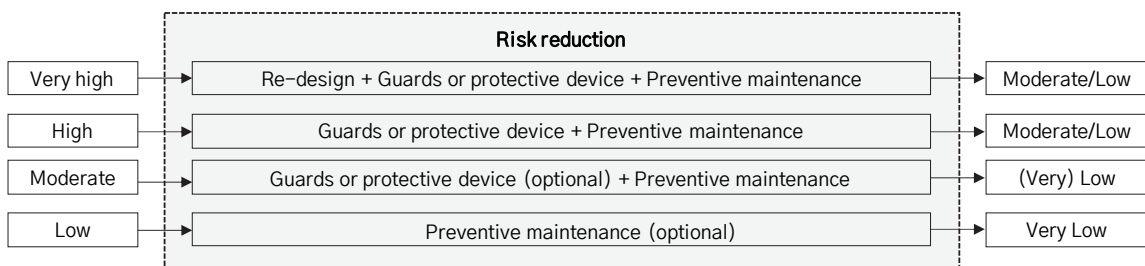 Risk reduction
Very high
Re-design + Guards or protective device + Preventive maintenance
Moderate/Low
High
Guards or protective device + Preventive maintenance
Moderate/Low
Moderate
Guards or protective device (optional) + Preventive maintenance
(Very) Low
Low
Preventive maintenance (optional)
Very Low